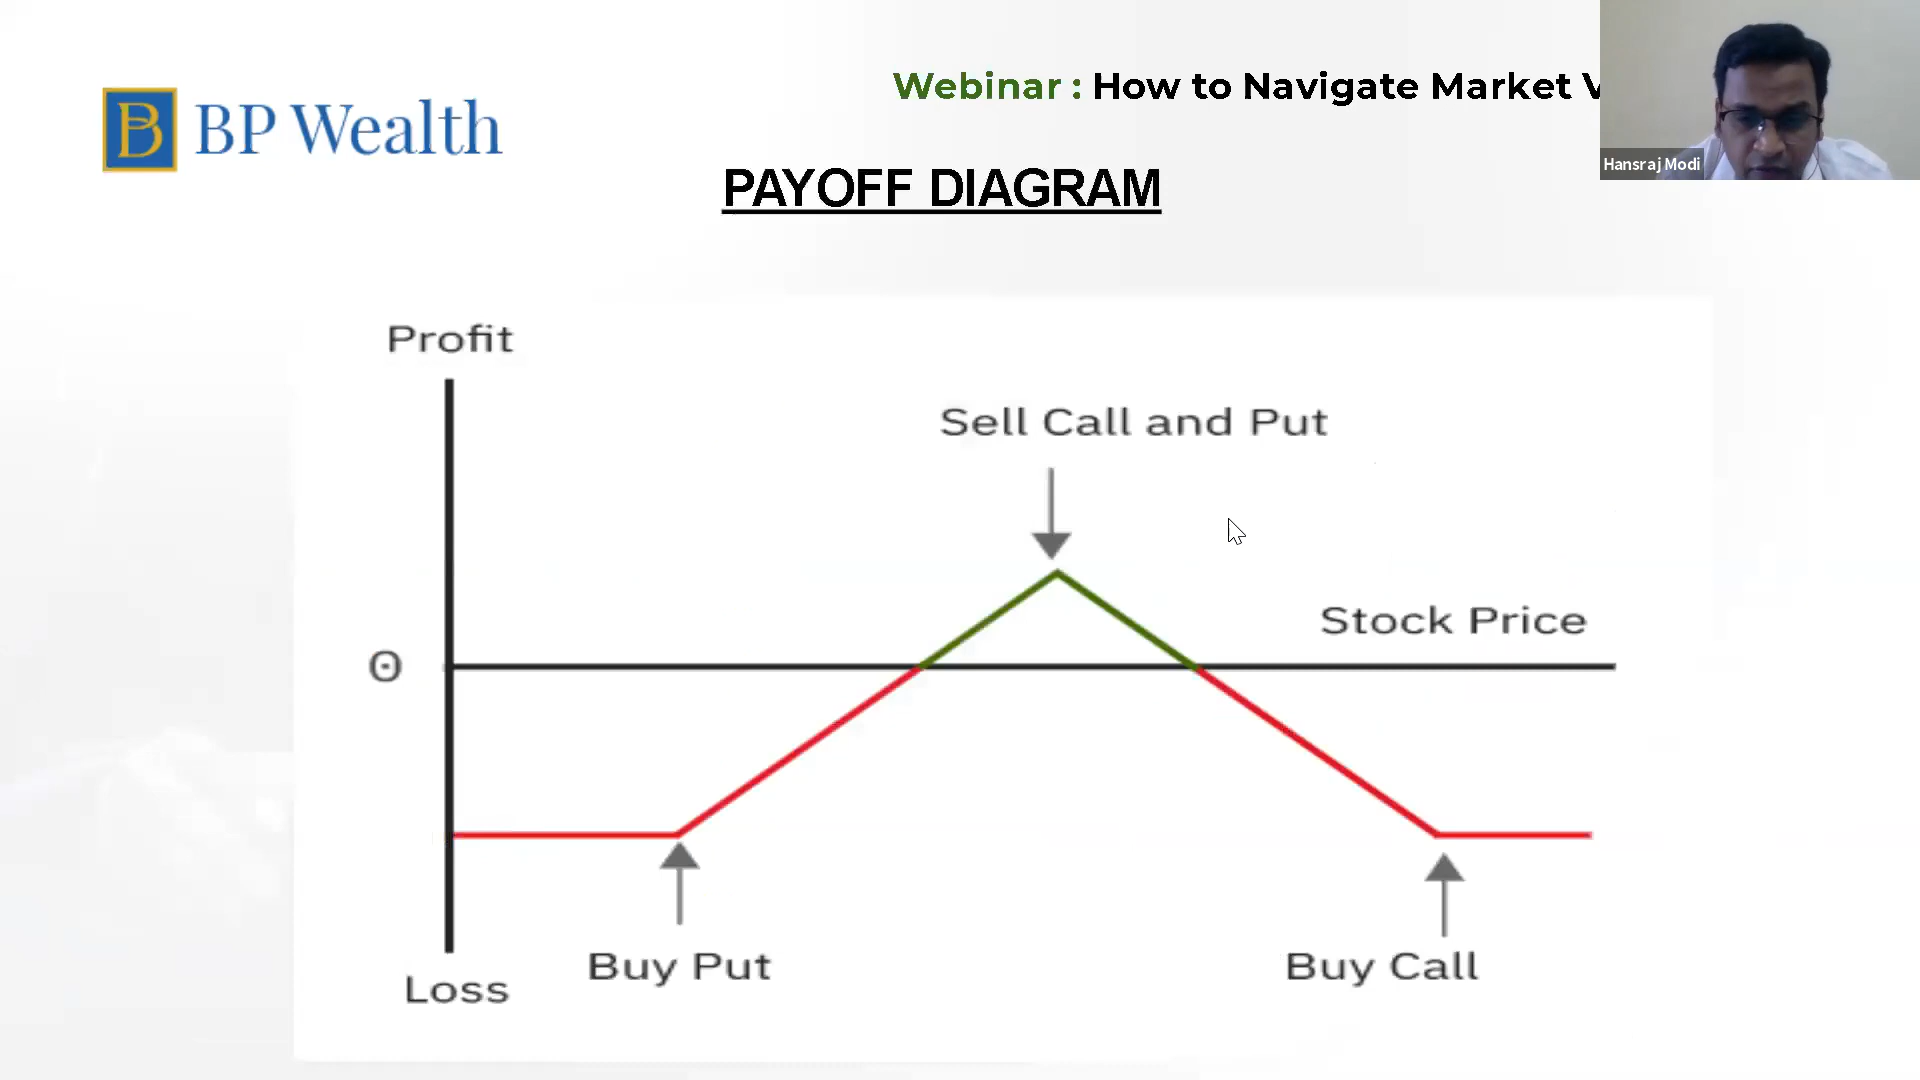 Webinar : How to Navigate Market V
BP Wealth
Hansraj Modi
PAYOFF DIAGRAM
Profit
Sell Call and Put
Stock Price
0
Buy Put
Buy Call
Loss